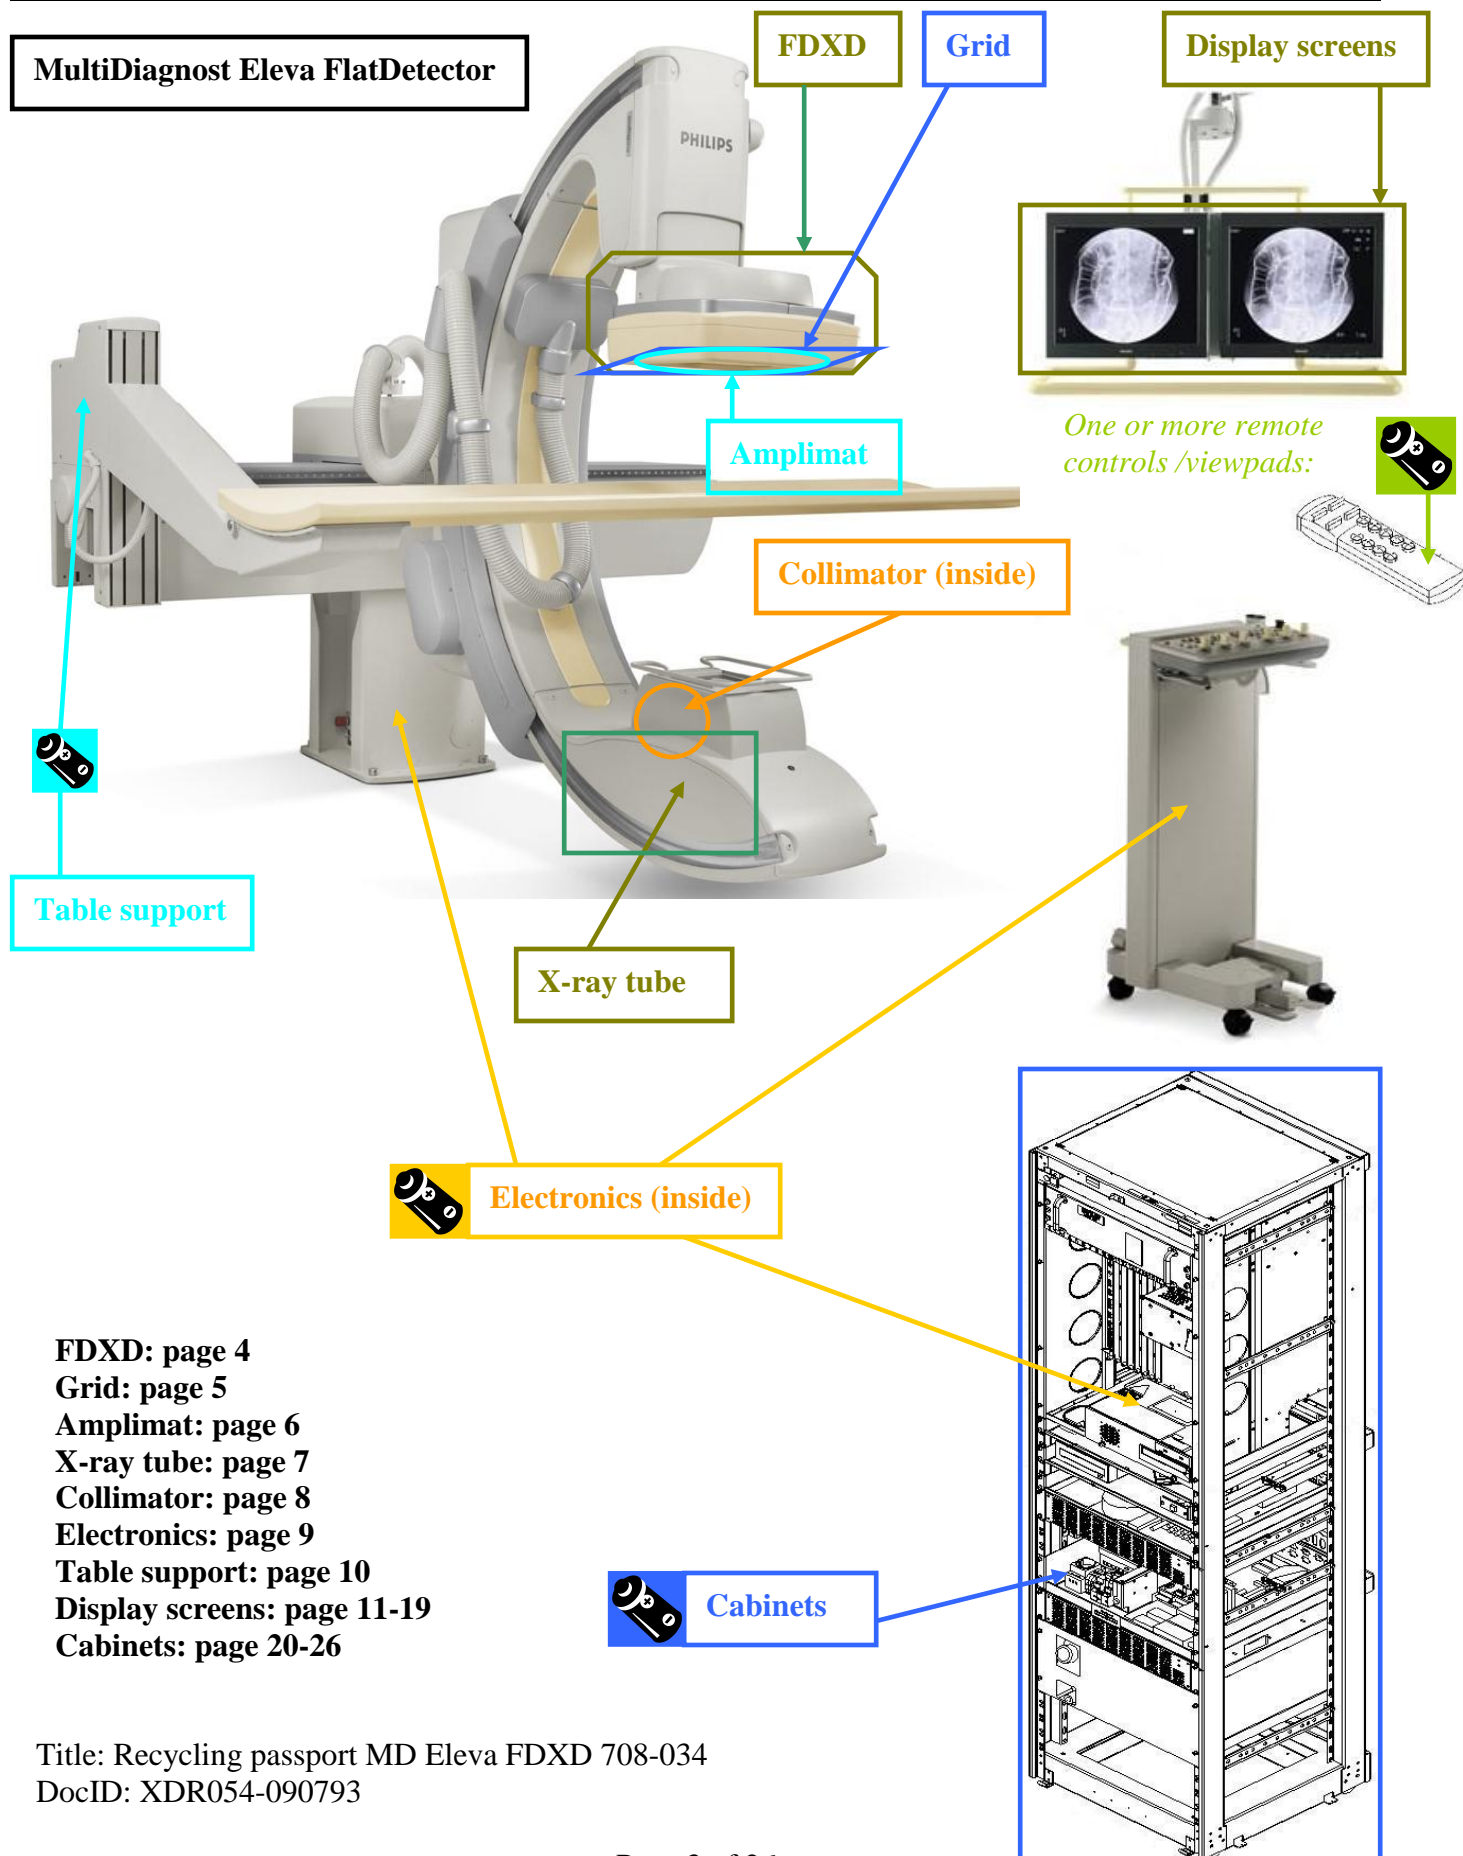 FDXD
Grid
Display screens
MultiDiagnost Eleva FlatDetector
PHILIPS
Amplimat
One or more remote
controls /viewpads:
Collimator (inside)
Table support
X-ray tube
Electronics (inside)
FDXD: page 4
Grid: page 5
Amplimat: page 6
X-ray tube: page 7
Collimator: page 8
Electronics: page 9
Table support: page 10
Display screens: page 11-19
Cabinets: page 20-26
Cabinets
Title: Recycling passport MD Eleva FDXD 708-034
DocID: XDR054-090793